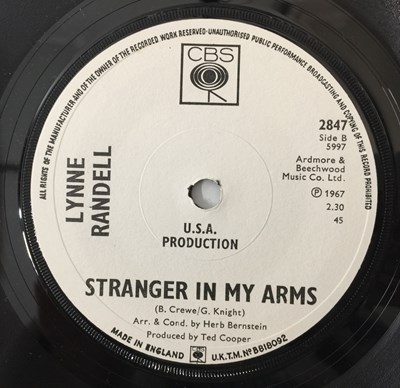 ALL RIGHTS OF THE MANUFACTURER AND OF THE OWNER OF THE RECORDED WORK RESERVED-UNAUTHORISED PUBLIC PERFORMANCE BROADCASTING AND COPYING OF THIS RECORD PROHIBITED
CBS
2847
Side B
5997
Ardmore &
Beechwood
Music Co. Ltd.
℗ 1967
2.30
45
LYNNE
RANDELL
U.S.A.
PRODUCTION
STRANGER IN MY ARMS
(B. Crewe/G. Knight)
Arr. & Cond. by Herb Bernstein
Produced by Ted Cooper
MADE IN ENGLAND
CBS
U.K.T.M. Nº B818092